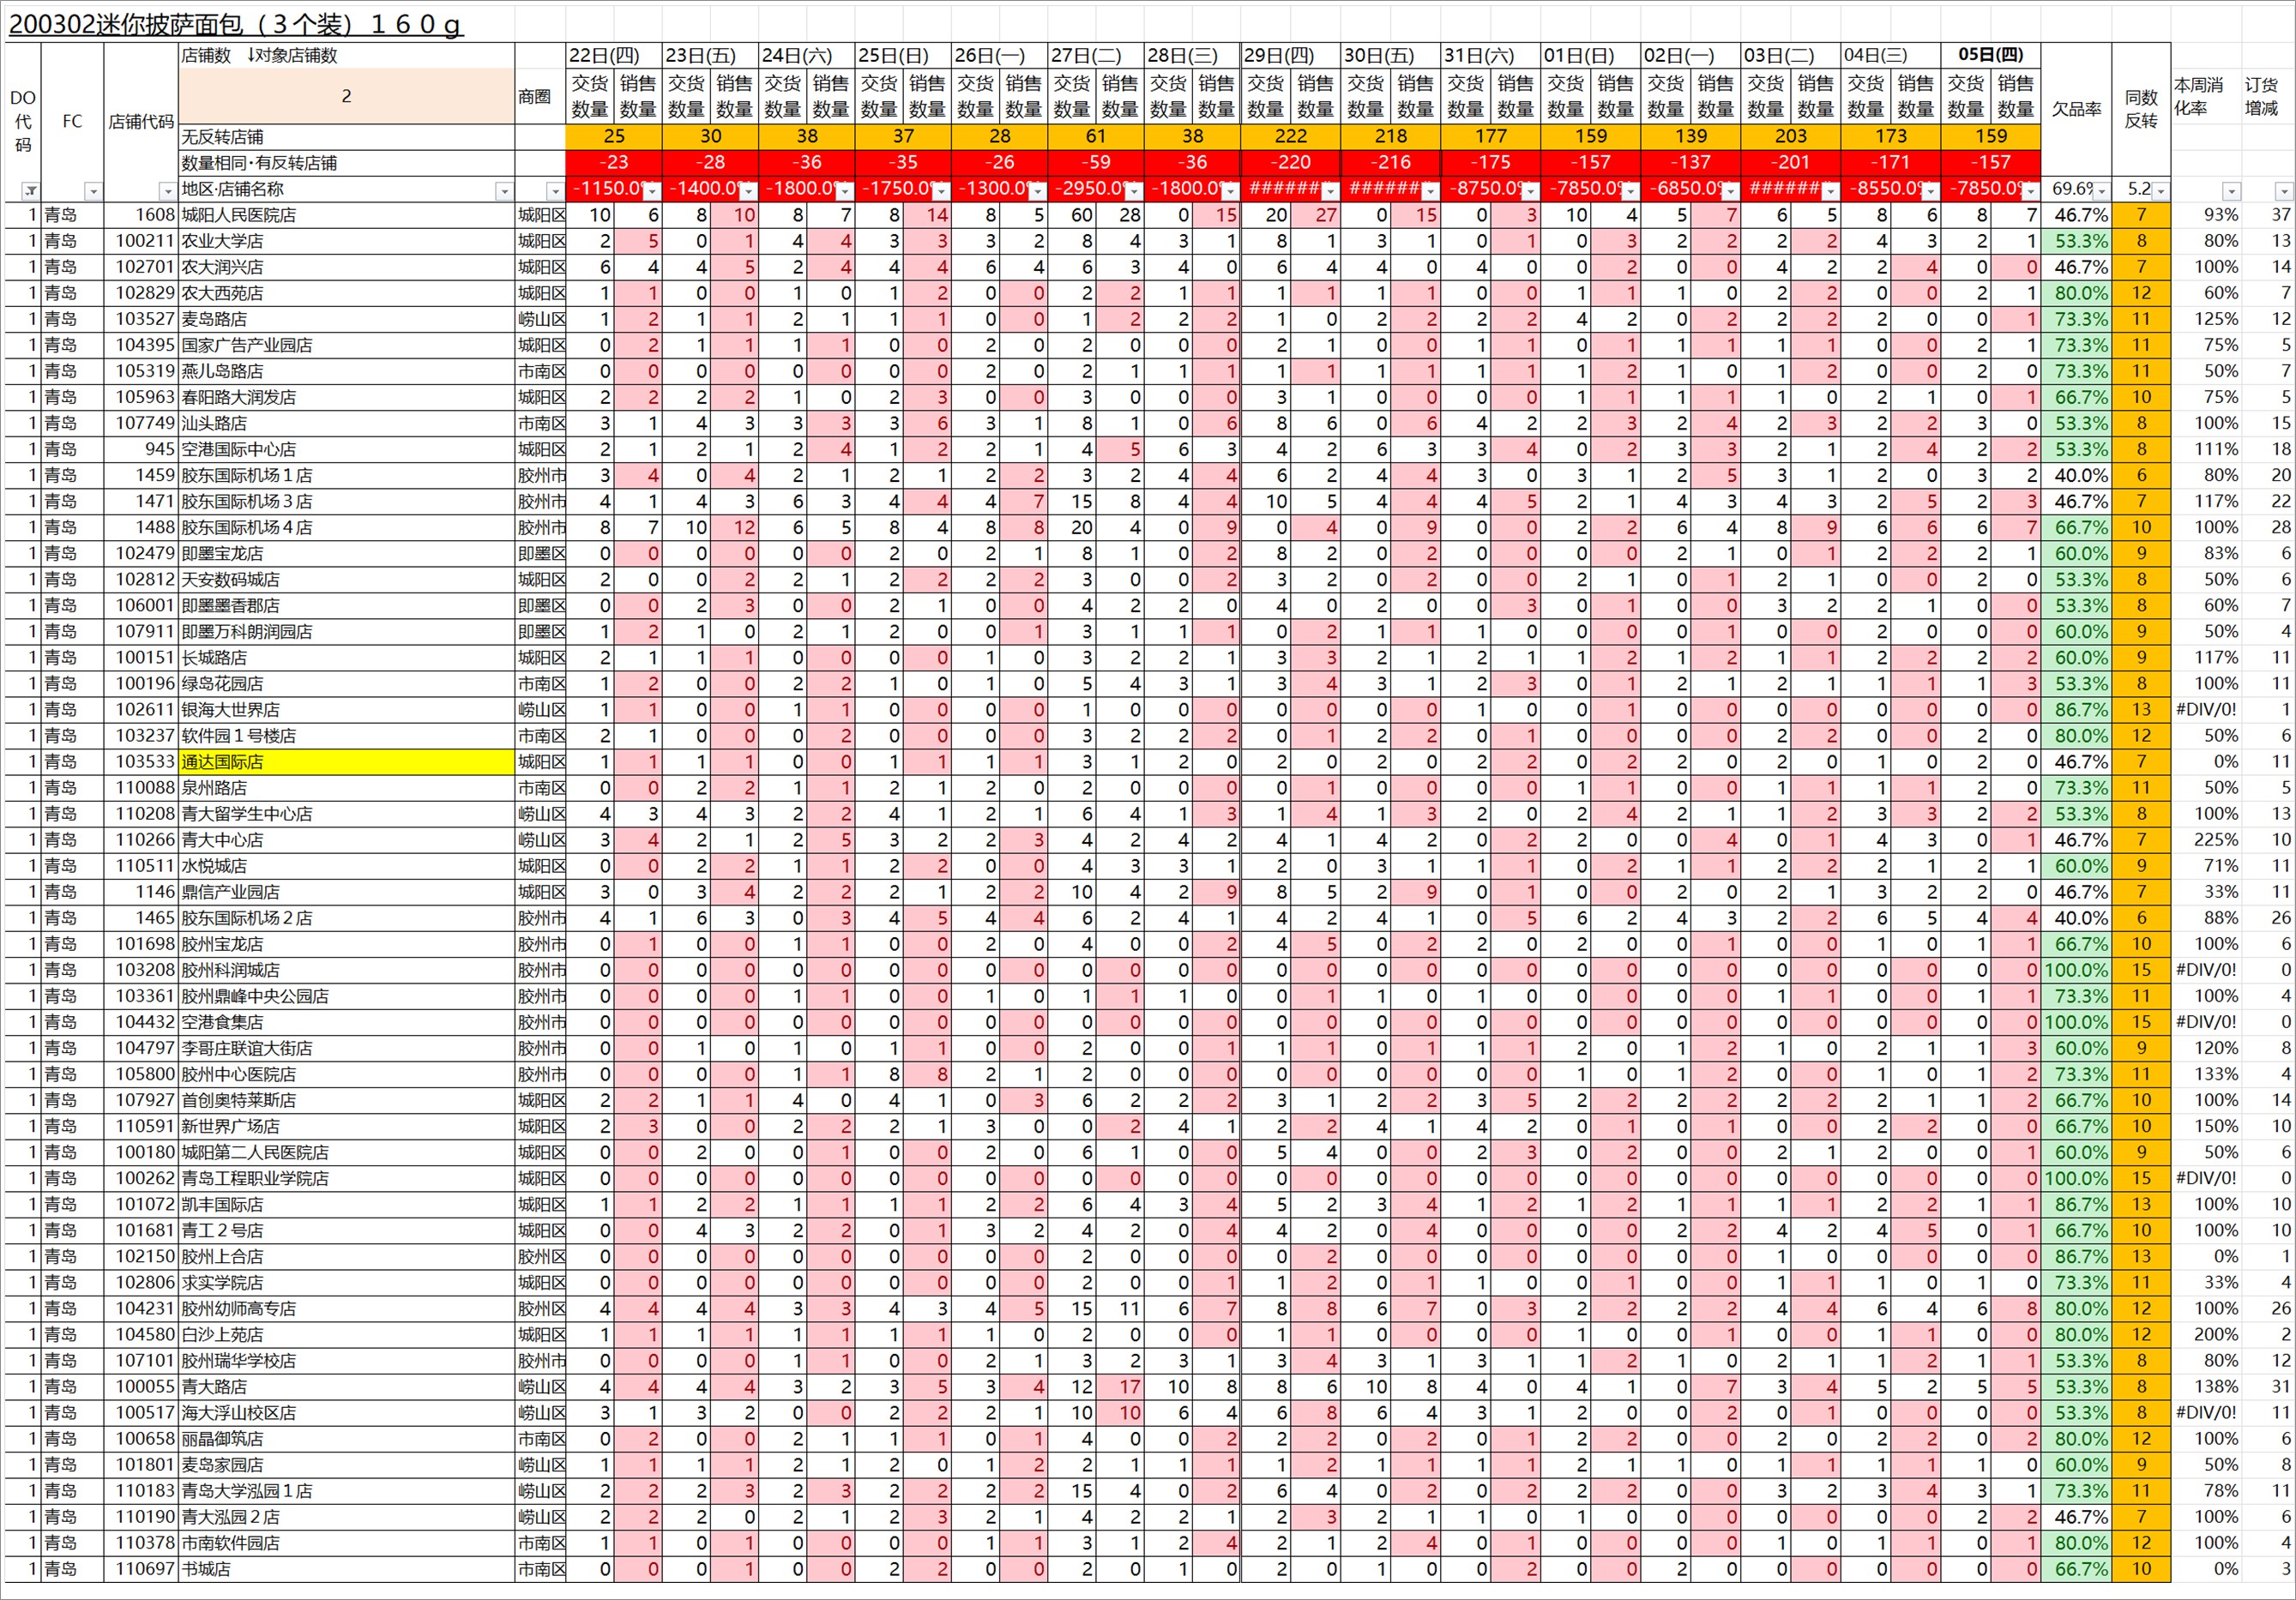 200302迷你披萨面包（３个装）１６０ｇ
DO代码 FC 店铺代码 店铺数 ↓对象店铺数 商圈 22日(四) 23日(五) 24日(六) 25日(日) 26日(一) 27日(二) 28日(三) 29日(四) 30日(五) 31日(六) 01日(日) 02日(一) 03日(二) 04日(三) 05日(四) 欠品率 同数反转 本周消化率 订货增减
2 交货数量 销售数量 交货数量 销售数量 交货数量 销售数量 交货数量 销售数量 交货数量 销售数量 交货数量 销售数量 交货数量 销售数量 交货数量 销售数量 交货数量 销售数量 交货数量 销售数量 交货数量 销售数量 交货数量 销售数量 交货数量 销售数量 交货数量 销售数量 交货数量 销售数量
无反转店铺 25 30 38 37 28 61 38 222 218 177 159 139 203 173 159
数量相同·有反转店铺 -23 -28 -36 -35 -26 -59 -36 -220 -216 -175 -157 -137 -201 -171 -157
地区·店铺名称 -1150.0% -1400.0% -1800.0% -1750.0% -1300.0% -2950.0% -1800.0% ###### ###### -8750.0% -7850.0% -6850.0% ###### -8550.0% -7850.0% 69.6% 5.2
1 青岛 1608 城阳人民医院店 城阳区 10 6 8 10 8 7 8 14 8 5 60 28 0 15 20 27 0 15 0 3 10 4 5 7 6 5 8 6 8 7 46.7% 7 93% 37
1 青岛 100211 农业大学店 城阳区 2 5 0 1 4 4 3 3 3 2 8 4 3 1 8 1 3 1 0 1 0 3 2 2 2 2 4 3 2 1 53.3% 8 80% 13
1 青岛 102701 农大润兴店 城阳区 6 4 4 5 2 4 4 4 6 4 6 3 4 0 6 4 4 0 4 0 0 2 0 0 4 2 2 4 0 0 46.7% 7 100% 14
1 青岛 102829 农大西苑店 城阳区 1 1 0 0 1 0 1 2 0 0 2 2 1 1 1 1 1 1 0 0 1 1 1 0 2 2 0 0 2 1 80.0% 12 60% 7
1 青岛 103527 麦岛路店 崂山区 1 2 1 1 2 1 1 1 0 0 1 2 2 2 1 0 2 2 2 2 4 2 0 2 2 2 2 0 0 1 73.3% 11 125% 12
1 青岛 104395 国家广告产业园店 城阳区 0 2 1 1 1 1 0 0 2 0 2 0 0 0 2 1 0 0 1 1 0 1 1 1 1 1 0 0 2 1 73.3% 11 75% 5
1 青岛 105319 燕儿岛路店 市南区 0 0 0 0 0 0 0 0 2 0 2 1 1 1 1 1 1 1 1 1 1 2 1 0 1 2 0 0 2 0 73.3% 11 50% 7
1 青岛 105963 春阳路大润发店 城阳区 2 2 2 2 1 0 2 3 0 0 3 0 0 0 3 1 0 0 0 0 1 1 1 1 1 0 2 1 0 1 66.7% 10 75% 5
1 青岛 107749 汕头路店 市南区 3 1 4 3 3 3 3 6 3 1 8 1 0 6 8 6 0 6 4 2 2 3 2 4 2 3 2 2 3 0 53.3% 8 100% 15
1 青岛 945 空港国际中心店 城阳区 2 1 2 1 2 4 1 2 2 1 4 5 6 3 4 2 6 3 3 4 0 2 3 3 2 1 2 4 2 2 53.3% 8 111% 18
1 青岛 1459 胶东国际机场１店 胶州市 3 4 0 4 2 1 2 1 2 2 3 2 4 4 6 2 4 4 3 0 3 1 2 5 3 1 2 0 3 2 40.0% 6 80% 20
1 青岛 1471 胶东国际机场３店 胶州市 4 1 4 3 6 3 4 4 4 7 15 8 4 4 10 5 4 4 4 5 2 1 4 3 4 3 2 5 2 3 46.7% 7 117% 22
1 青岛 1488 胶东国际机场４店 胶州市 8 7 10 12 6 5 8 4 8 8 20 4 0 9 0 4 0 9 0 0 2 2 6 4 8 9 6 6 6 7 66.7% 10 100% 28
1 青岛 102479 即墨宝龙店 即墨区 0 0 0 0 0 0 2 0 2 1 8 1 0 2 8 2 0 2 0 0 0 0 2 1 0 1 2 2 2 1 60.0% 9 83% 6
1 青岛 102812 天安数码城店 城阳区 2 0 0 2 2 1 2 2 2 2 3 0 0 2 3 2 0 2 0 0 2 1 0 1 2 1 0 0 2 0 53.3% 8 50% 6
1 青岛 106001 即墨墨香郡店 即墨区 0 0 2 3 0 0 2 1 0 0 4 2 2 0 4 0 2 0 0 3 0 1 0 0 3 2 2 1 0 0 53.3% 8 60% 7
1 青岛 107911 即墨万科朗润园店 即墨区 1 2 1 0 2 1 2 0 0 1 3 1 1 1 0 2 1 1 1 0 0 0 0 1 0 0 2 0 0 0 60.0% 9 50% 4
1 青岛 100151 长城路店 城阳区 2 1 1 1 0 0 0 0 1 0 3 2 2 1 3 3 2 1 2 1 1 2 1 2 1 1 2 2 2 2 60.0% 9 117% 11
1 青岛 100196 绿岛花园店 市南区 1 2 0 0 2 2 1 0 1 0 5 4 3 1 3 4 3 1 2 3 0 1 2 1 2 1 1 1 1 3 53.3% 8 100% 11
1 青岛 102611 银海大世界店 崂山区 1 1 0 0 1 1 0 0 0 0 1 0 0 0 0 0 0 0 1 0 0 1 0 0 0 0 0 0 0 0 86.7% 13 #DIV/0! 1
1 青岛 103237 软件园１号楼店 市南区 2 1 0 0 0 2 0 0 0 0 3 2 2 2 0 1 2 2 0 1 0 0 0 0 2 2 0 0 2 0 80.0% 12 50% 6
1 青岛 103533 通达国际店 城阳区 1 1 1 1 0 0 1 1 1 1 3 1 2 0 2 0 2 0 2 2 0 2 2 0 2 0 1 0 2 0 46.7% 7 0% 11
1 青岛 110088 泉州路店 市南区 0 0 2 2 1 1 2 1 2 0 2 0 0 0 0 1 0 0 0 0 1 1 0 0 1 1 1 1 2 0 73.3% 11 50% 5
1 青岛 110208 青大留学生中心店 崂山区 4 3 4 3 2 2 4 1 2 1 6 4 1 3 1 4 1 3 2 0 2 4 2 1 1 2 3 3 2 2 53.3% 8 100% 13
1 青岛 110266 青大中心店 崂山区 3 4 2 1 2 5 3 2 2 3 4 2 4 2 4 1 4 2 0 2 2 0 0 4 0 1 4 3 0 1 46.7% 7 225% 10
1 青岛 110511 水悦城店 城阳区 0 0 2 2 1 1 2 2 0 0 4 3 3 1 2 0 3 1 1 1 0 2 1 1 2 2 2 1 2 1 60.0% 9 71% 11
1 青岛 1146 鼎信产业园店 城阳区 3 0 3 4 2 2 2 1 2 2 10 4 2 9 8 5 2 9 0 1 0 0 2 0 2 1 3 2 2 0 46.7% 7 33% 11
1 青岛 1465 胶东国际机场２店 胶州市 4 1 6 3 0 3 4 5 4 4 6 2 4 1 4 2 4 1 0 5 6 2 4 3 2 2 6 5 4 4 40.0% 6 88% 26
1 青岛 101698 胶州宝龙店 胶州市 0 1 0 0 1 1 0 0 2 0 4 0 0 2 4 5 0 2 2 0 2 0 0 1 0 0 1 0 1 1 66.7% 10 100% 6
1 青岛 103208 胶州科润城店 胶州市 0 0 0 0 0 0 0 0 0 0 0 0 0 0 0 0 0 0 0 0 0 0 0 0 0 0 0 0 0 0 100.0% 15 #DIV/0! 0
1 青岛 103361 胶州鼎峰中央公园店 胶州市 0 0 0 0 1 1 0 0 1 0 1 1 1 0 0 1 1 0 1 0 0 0 0 0 1 1 0 0 1 1 73.3% 11 100% 4
1 青岛 104432 空港食集店 胶州市 0 0 0 0 0 0 0 0 0 0 0 0 0 0 0 0 0 0 0 0 0 0 0 0 0 0 0 0 0 0 100.0% 15 #DIV/0! 0
1 青岛 104797 李哥庄联谊大街店 胶州市 0 0 1 0 1 0 1 1 0 0 2 0 0 1 1 1 0 1 1 1 2 0 1 2 1 0 2 1 1 3 60.0% 9 120% 8
1 青岛 105800 胶州中心医院店 胶州市 0 0 0 0 1 1 8 8 2 1 2 0 0 0 0 0 0 0 0 0 1 0 1 2 0 0 1 0 1 2 73.3% 11 133% 4
1 青岛 107927 首创奥特莱斯店 城阳区 2 2 1 1 4 0 4 1 0 3 6 2 2 2 3 1 2 2 3 5 2 2 2 2 2 2 2 1 1 2 66.7% 10 100% 14
1 青岛 110591 新世界广场店 城阳区 2 3 0 0 2 2 2 1 3 0 0 2 4 1 2 2 4 1 4 2 0 1 0 1 0 0 2 2 0 0 66.7% 10 150% 10
1 青岛 100180 城阳第二人民医院店 城阳区 0 0 2 0 0 1 0 0 2 0 6 1 0 0 5 4 0 0 2 3 0 2 0 0 2 1 2 0 0 1 60.0% 9 50% 6
1 青岛 100262 青岛工程职业学院店 城阳区 0 0 0 0 0 0 0 0 0 0 0 0 0 0 0 0 0 0 0 0 0 0 0 0 0 0 0 0 0 0 100.0% 15 #DIV/0! 0
1 青岛 101072 凯丰国际店 城阳区 1 1 2 2 1 1 1 1 2 2 6 4 3 4 5 2 3 4 1 2 1 2 1 1 1 1 2 2 1 1 86.7% 13 100% 10
1 青岛 101681 青工２号店 城阳区 0 0 4 3 2 2 0 1 3 2 4 2 0 4 4 2 0 4 0 0 0 0 2 2 4 2 4 5 0 1 66.7% 10 100% 10
1 青岛 102150 胶州上合店 胶州区 0 0 0 0 0 0 0 0 0 0 2 0 0 0 0 2 0 0 0 0 0 0 0 0 1 0 0 0 0 0 86.7% 13 0% 1
1 青岛 102806 求实学院店 城阳区 0 0 0 0 0 0 0 0 0 0 2 0 0 1 1 2 0 1 1 0 0 1 0 0 1 1 1 0 1 0 73.3% 11 33% 4
1 青岛 104231 胶州幼师高专店 胶州区 4 4 4 4 3 3 4 3 4 5 15 11 6 7 8 8 6 7 0 3 2 2 2 2 4 4 6 4 6 8 80.0% 12 100% 26
1 青岛 104580 白沙上苑店 城阳区 1 1 1 1 1 1 1 1 1 0 2 0 0 0 1 1 0 0 0 0 1 0 0 1 0 0 1 1 0 0 80.0% 12 200% 2
1 青岛 107101 胶州瑞华学校店 胶州市 0 0 0 0 1 1 0 0 2 1 3 2 3 1 3 4 3 1 3 1 1 2 1 0 2 1 1 2 1 1 53.3% 8 80% 12
1 青岛 100055 青大路店 崂山区 4 4 4 4 3 2 3 5 3 4 12 17 10 8 8 6 10 8 4 0 4 1 0 7 3 4 5 2 5 5 53.3% 8 138% 31
1 青岛 100517 海大浮山校区店 崂山区 3 1 3 2 0 0 2 2 2 1 10 10 6 4 6 8 6 4 3 1 2 0 0 2 0 1 0 0 0 0 53.3% 8 #DIV/0! 11
1 青岛 100658 丽晶御筑店 市南区 0 2 0 0 2 1 1 1 0 1 4 0 0 2 2 2 0 2 0 1 2 2 0 0 2 0 2 2 0 2 80.0% 12 100% 6
1 青岛 101801 麦岛家园店 崂山区 1 1 1 1 2 1 2 0 1 2 2 1 1 1 1 2 1 1 1 1 2 1 1 0 1 1 1 1 1 0 60.0% 9 50% 8
1 青岛 110183 青岛大学泓园１店 崂山区 2 2 2 3 2 3 2 2 2 2 15 4 0 2 6 4 0 2 0 2 2 2 0 0 3 2 3 4 3 1 73.3% 11 78% 11
1 青岛 110190 青大泓园２店 崂山区 2 2 2 0 2 1 2 3 2 1 4 2 2 1 2 3 2 1 1 0 1 0 0 0 0 0 0 0 2 2 46.7% 7 100% 6
1 青岛 110378 市南软件园店 市南区 1 1 0 1 0 0 0 0 1 1 3 1 2 4 2 1 2 4 0 1 0 0 0 0 1 0 1 1 0 1 80.0% 12 100% 4
1 青岛 110697 书城店 市南区 0 0 0 1 0 0 2 2 0 0 2 0 1 0 2 0 1 0 0 2 0 0 2 0 0 0 0 0 0 0 66.7% 10 0% 3